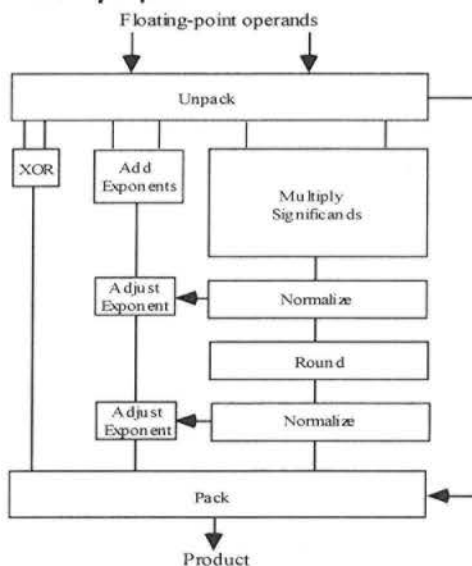 Floating-point operands
Unpack
XOR
Add
Exponents
Multiply
Significands
Adjust
Exponent
Normalize
Round
Adjust
Exponent
Normalize
Pack
Product